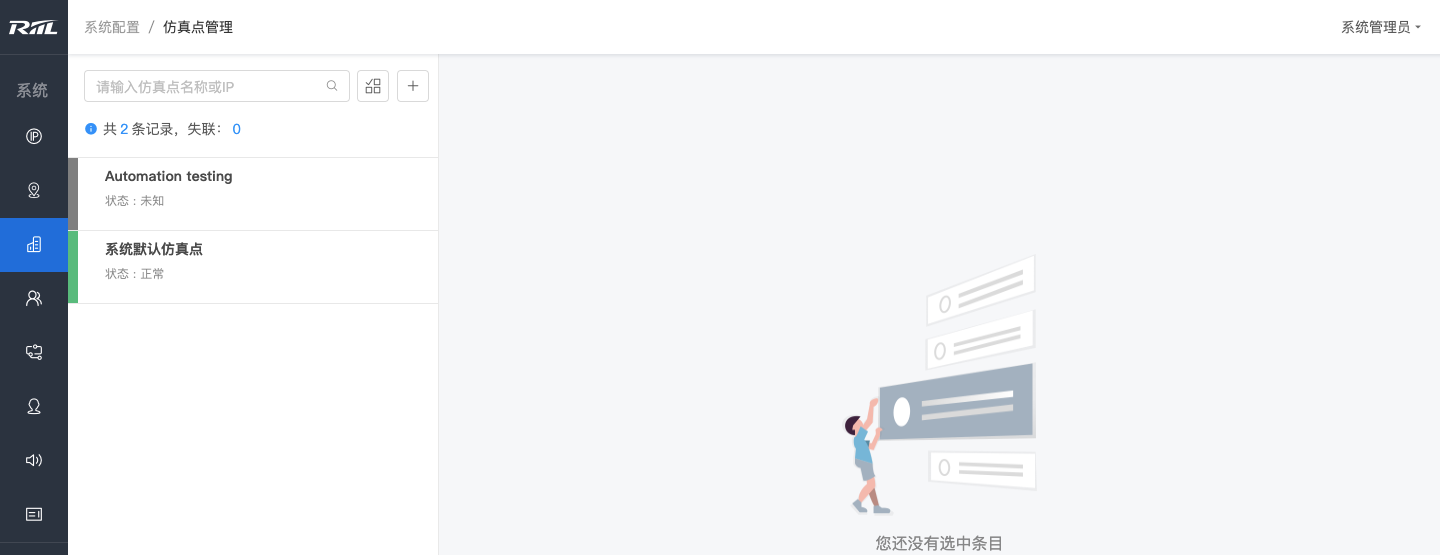 RIIL
系统配置 / 仿真点管理
系统管理员
系统
请输入仿真点名称或IP
共 2 条记录，失联： 0
Automation testing
状态 : 未知
系统默认仿真点
状态 : 正常
IP
您还没有选中条目